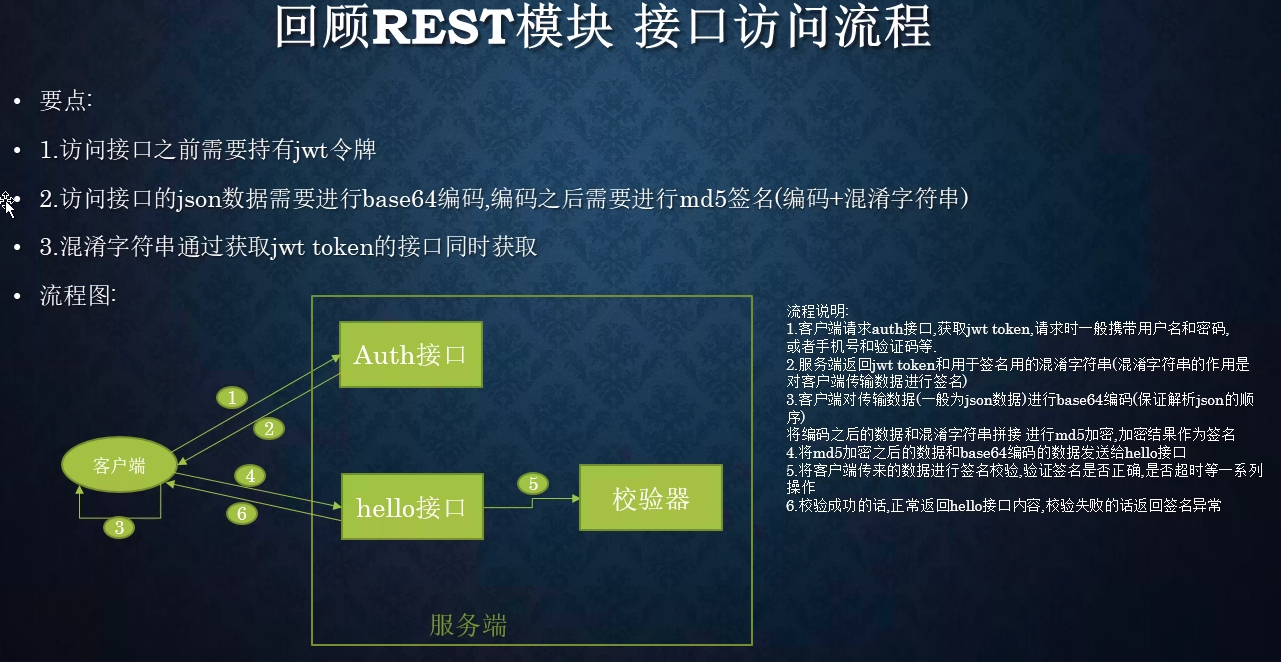 回顾REST模块 接口访问流程
• 要点:
• 1.访问接口之前需要持有jwt令牌
• 2.访问接口的json数据需要进行base64编码,编码之后需要进行md5签名(编码+混淆字符串)
• 3.混淆字符串通过获取jwt token的接口同时获取
• 流程图:
Auth接口
1
2
客户端
4
6
3
hello接口
5
校验器
服务端
流程说明:
1.客户端请求auth接口,获取jwt token,请求时一般携带用户名和密码,
或者手机号和验证码等.
2.服务端返回jwt token和用于签名用的混淆字符串(混淆字符串的作用是
对客户端传输数据进行签名)
3.客户端对传输数据(一般为json数据)进行base64编码(保证解析json的顺
序)
将编码之后的数据和混淆字符串拼接 进行md5加密,加密结果作为签名
4.将md5加密之后的数据和base64编码的数据发送给hello接口
5.将客户端传来的数据进行签名校验,验证签名是否正确,是否超时等一系列
操作
6.校验成功的话,正常返回hello接口内容,校验失败的话返回签名异常